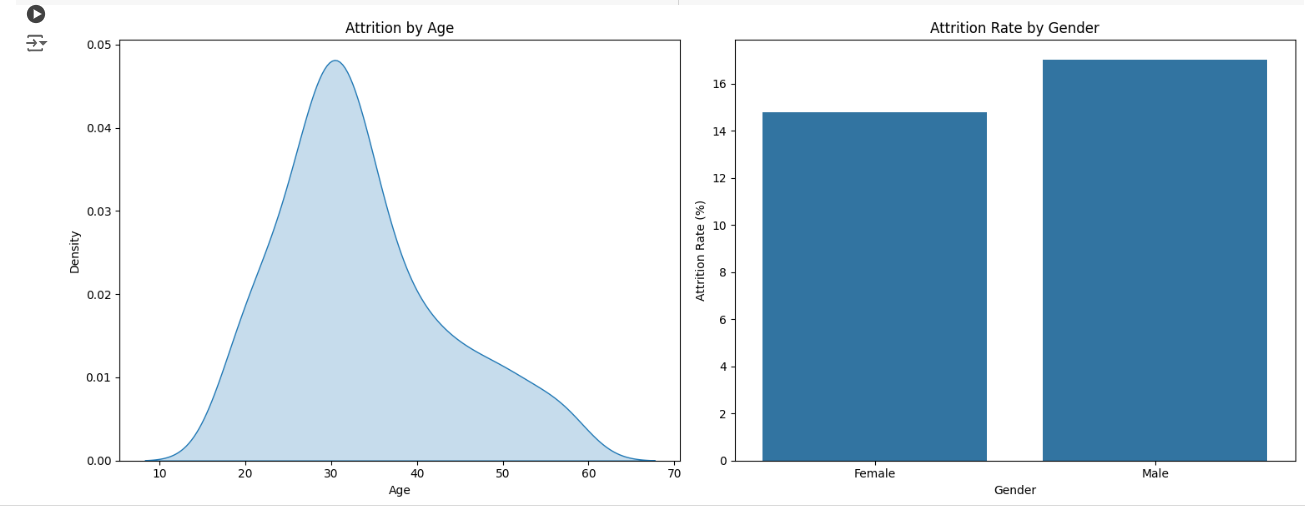 Attrition by Age
0.05
0.04
0.03
0.02
0.01
0.00
Density
10 20 30 40 50 60 70
Age
Attrition Rate by Gender
16
14
12
10
8
6
4
2
0
Attrition Rate (%)
Female Male
Gender